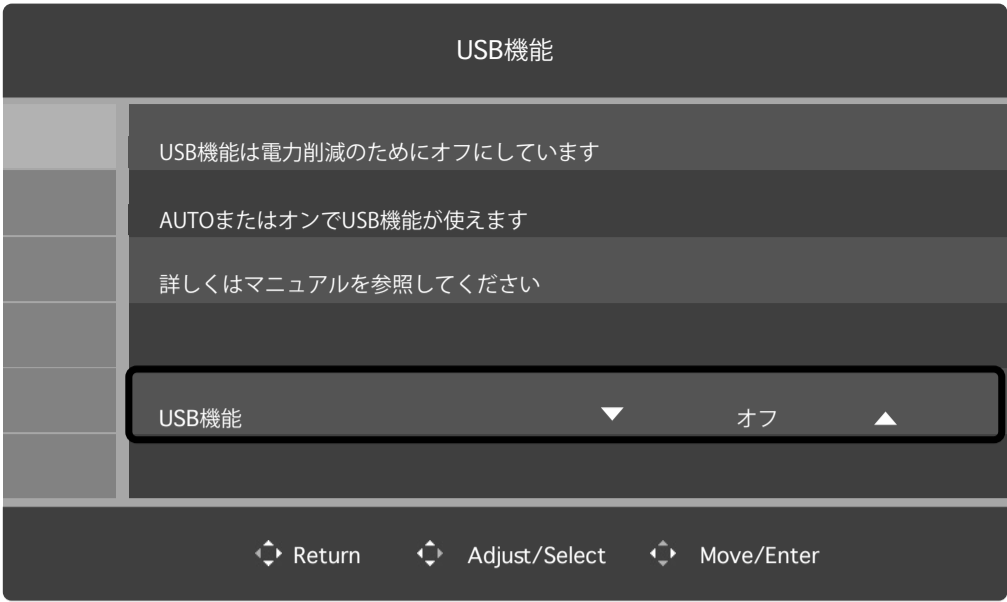 USB機能
USB機能は電力削減のためにオフにしています
AUTOまたはオンでUSB機能が使えます
詳しくはマニュアルを参照してください
USB機能 ▼ オフ ▲
Return Adjust/Select Move/Enter